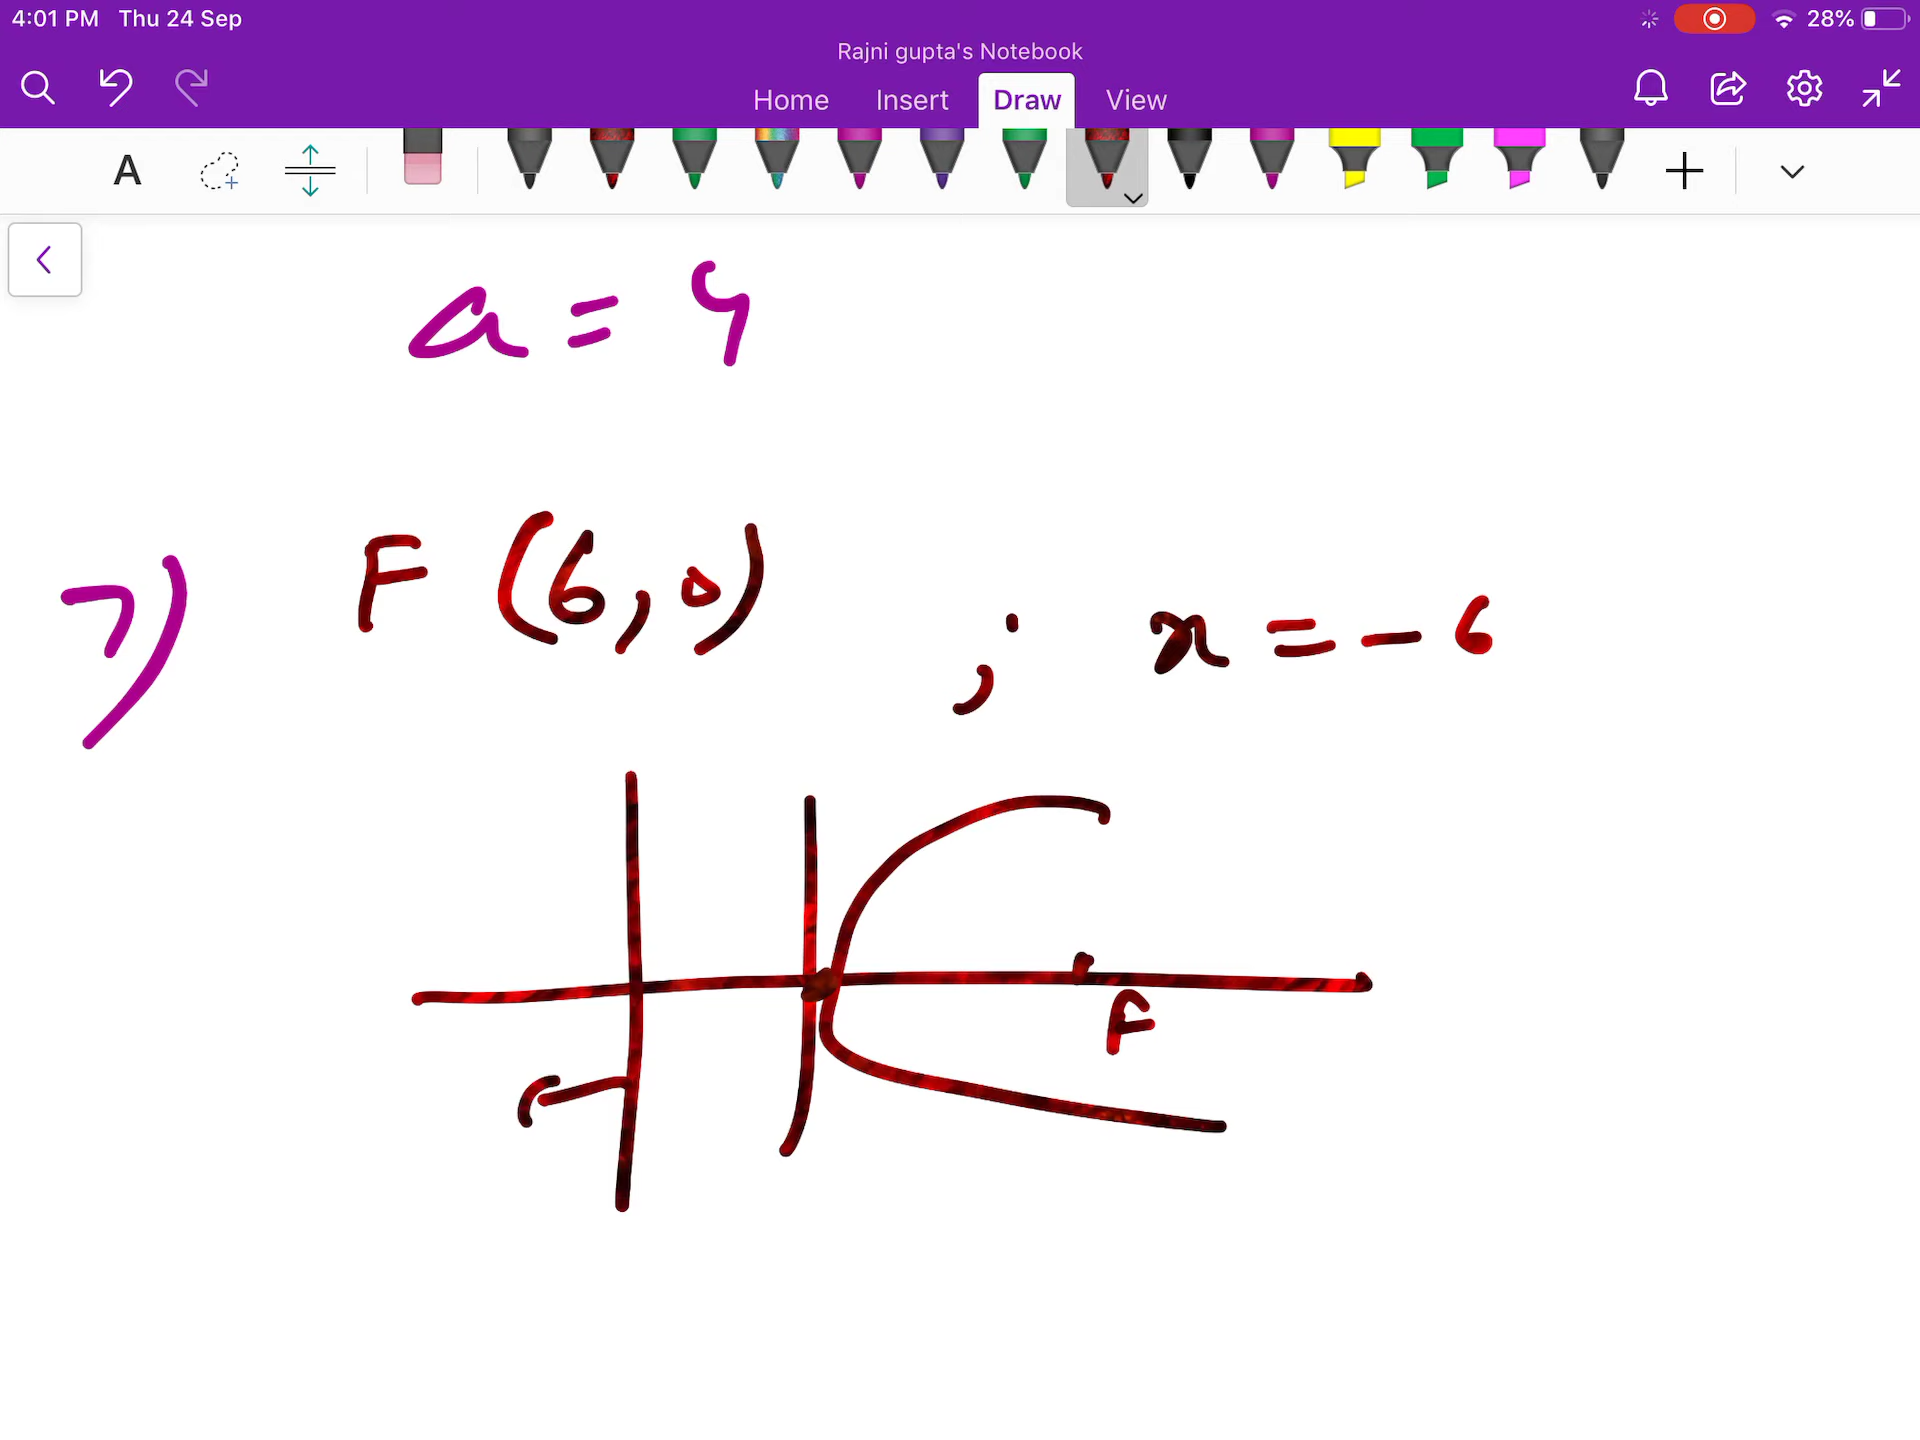 4:01 PM Thu 24 Sep 28%
Rajni gupta's Notebook
Home Insert Draw View
A
a = 4
7) F (6,0) ; x = - 6
F